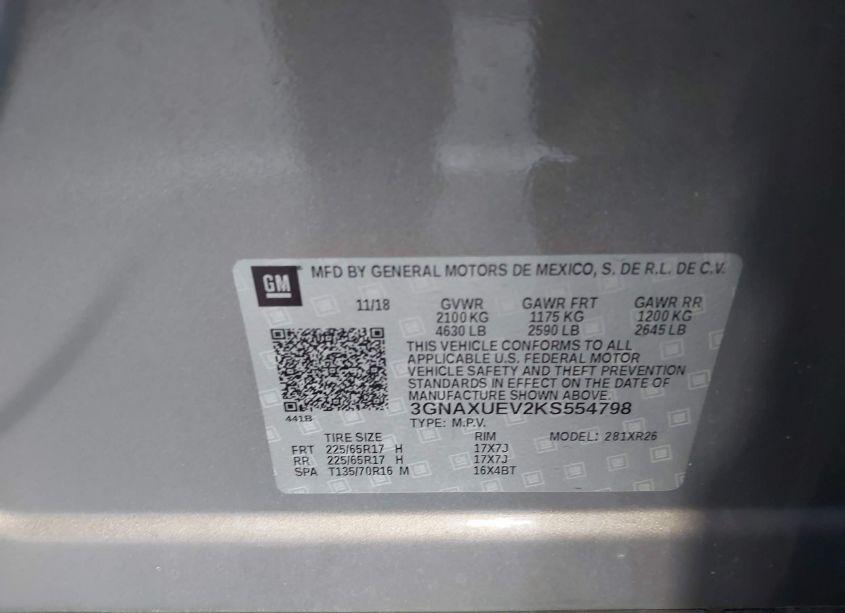 GM MFD BY GENERAL MOTORS DE MEXICO, S. DE R.L. DE C.V.
11/18 GVWR GAWR FRT GAWR RR
2100 KG 1175 KG 1200 KG
4630 LB 2590 LB 2645 LB
THIS VEHICLE CONFORMS TO ALL
APPLICABLE U.S. FEDERAL MOTOR
VEHICLE SAFETY AND THEFT PREVENTION
STANDARDS IN EFFECT ON THE DATE OF
MANUFACTURE SHOWN ABOVE.
3GNAXUEV2KS554798
441B TYPE: M.P.V.
TIRE SIZE RIM MODEL: 281XR26
FRT 225/65R17 H 17X7J
RR 225/65R17 H 17X7J
SPA T135/70R16 M 16X4BT